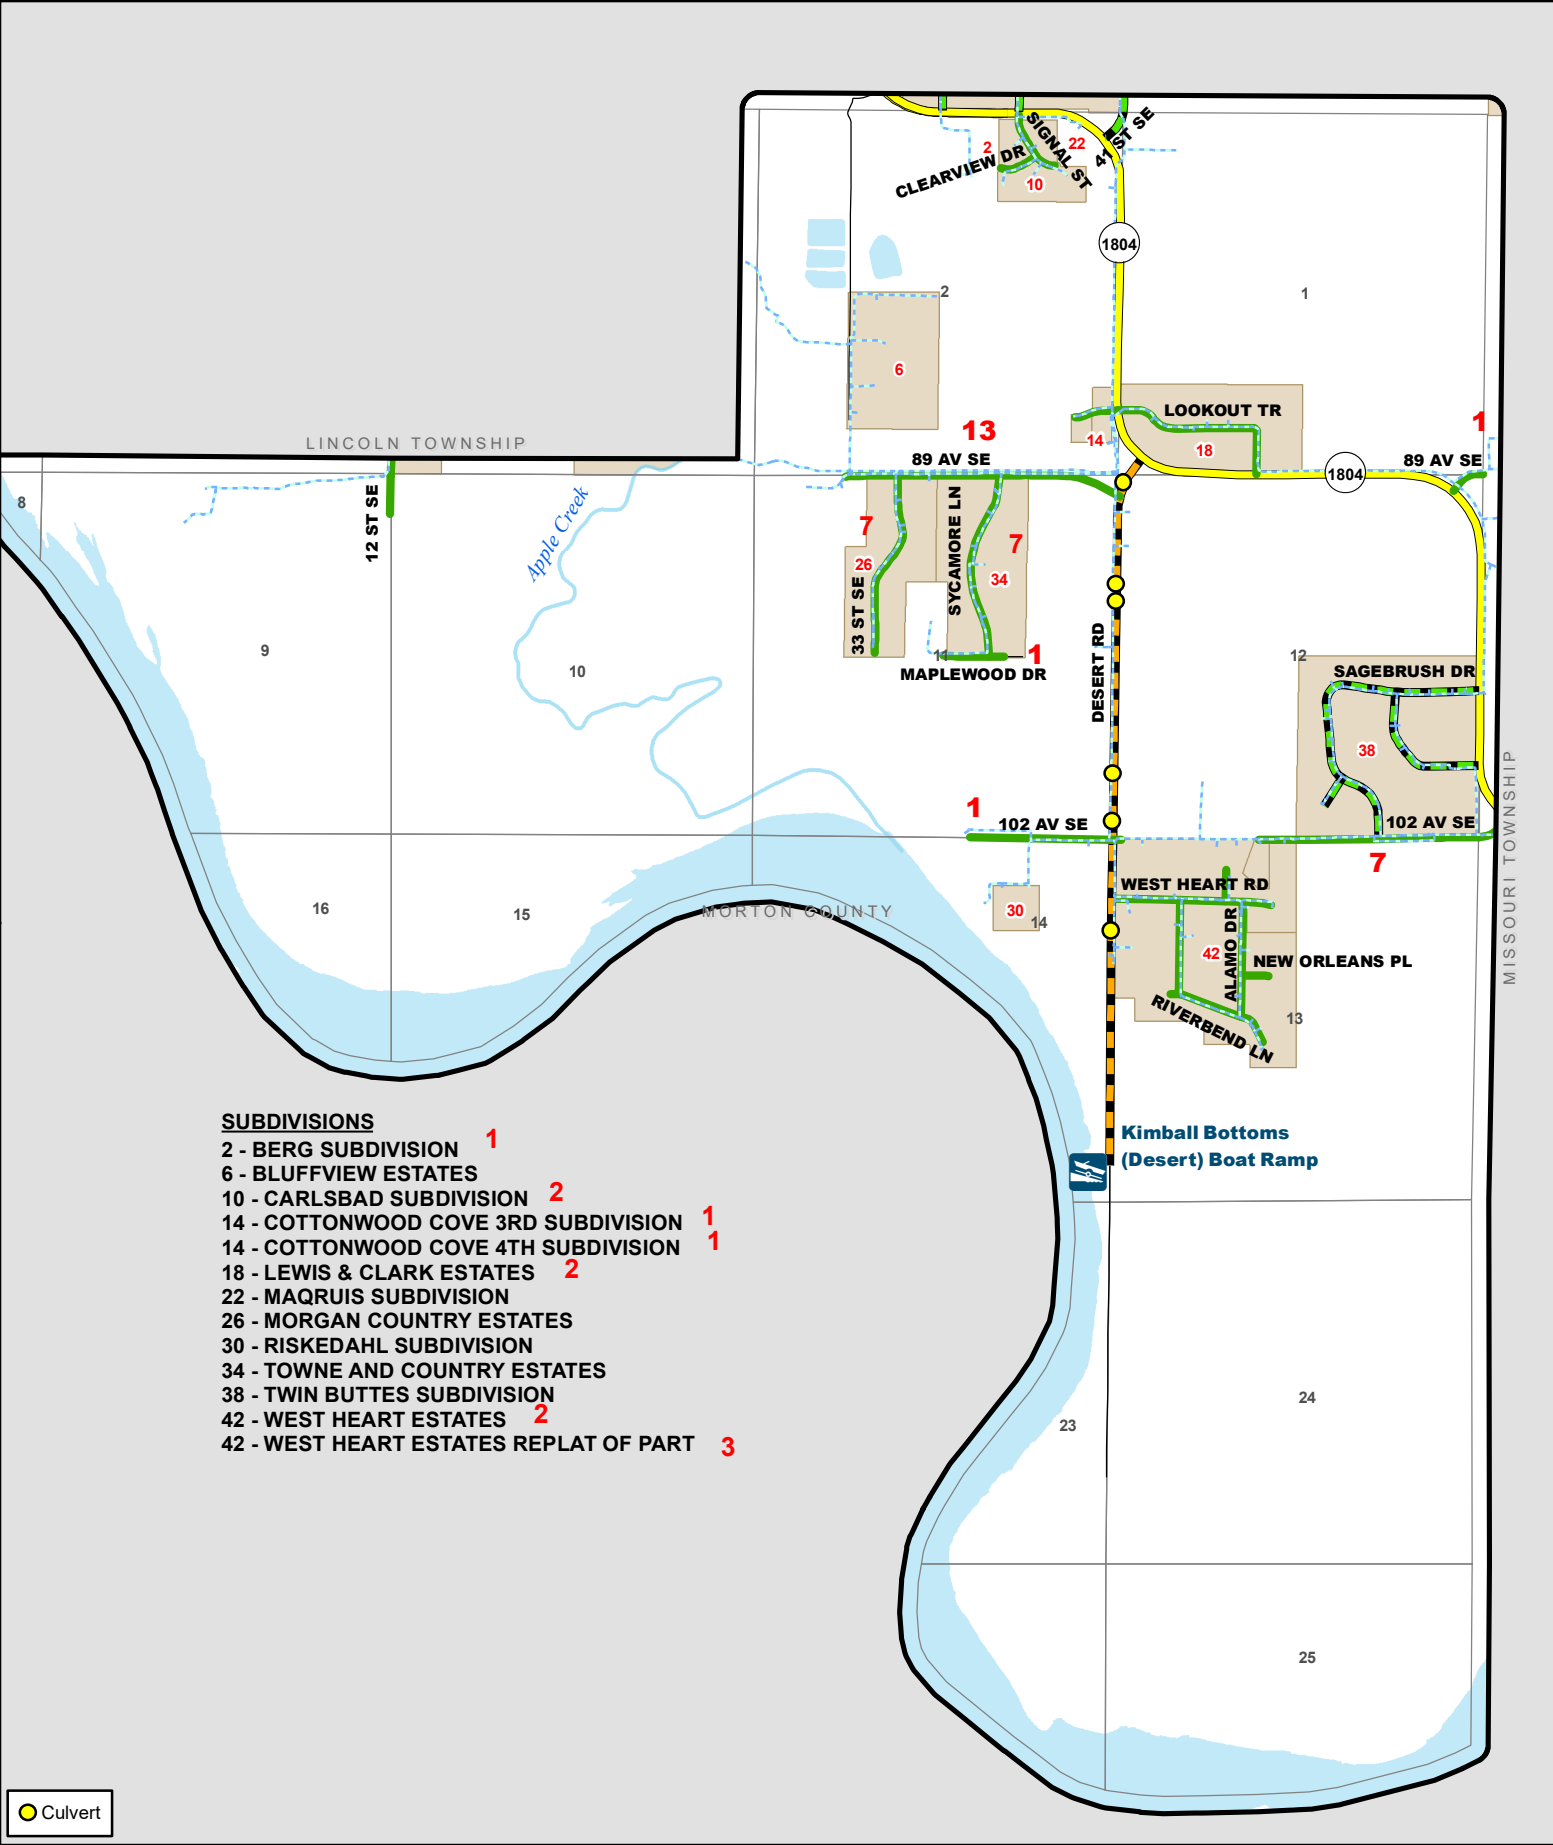 SIGNAL ST
41 ST SE
22
2
CLEARVIEW DR
10
1804
2
1
6
LOOKOUT TR
14
18
13
1
LINCOLN TOWNSHIP
89 AV SE
89 AV SE
1804
8
12 ST SE
Apple Creek
7
SYCAMORE LN
7
26
34
33 ST SE
9
10
11
1
MAPLEWOOD DR
DESERT RD
12
SAGEBRUSH DR
38
MISSOURI TOWNSHIP
1
102 AV SE
102 AV SE
7
WEST HEART RD
16
15
MORTON COUNTY
30
14
42
ALAMO DR
NEW ORLEANS PL
RIVERBEND LN
13
Kimball Bottoms
(Desert) Boat Ramp
SUBDIVISIONS
2 - BERG SUBDIVISION 1
6 - BLUFFVIEW ESTATES
10 - CARLSBAD SUBDIVISION 2
14 - COTTONWOOD COVE 3RD SUBDIVISION 1
14 - COTTONWOOD COVE 4TH SUBDIVISION 1
18 - LEWIS & CLARK ESTATES 2
22 - MAQRUIS SUBDIVISION
26 - MORGAN COUNTRY ESTATES
30 - RISKEDAHL SUBDIVISION
34 - TOWNE AND COUNTRY ESTATES
38 - TWIN BUTTES SUBDIVISION
42 - WEST HEART ESTATES 2
42 - WEST HEART ESTATES REPLAT OF PART 3
24
23
25
Culvert